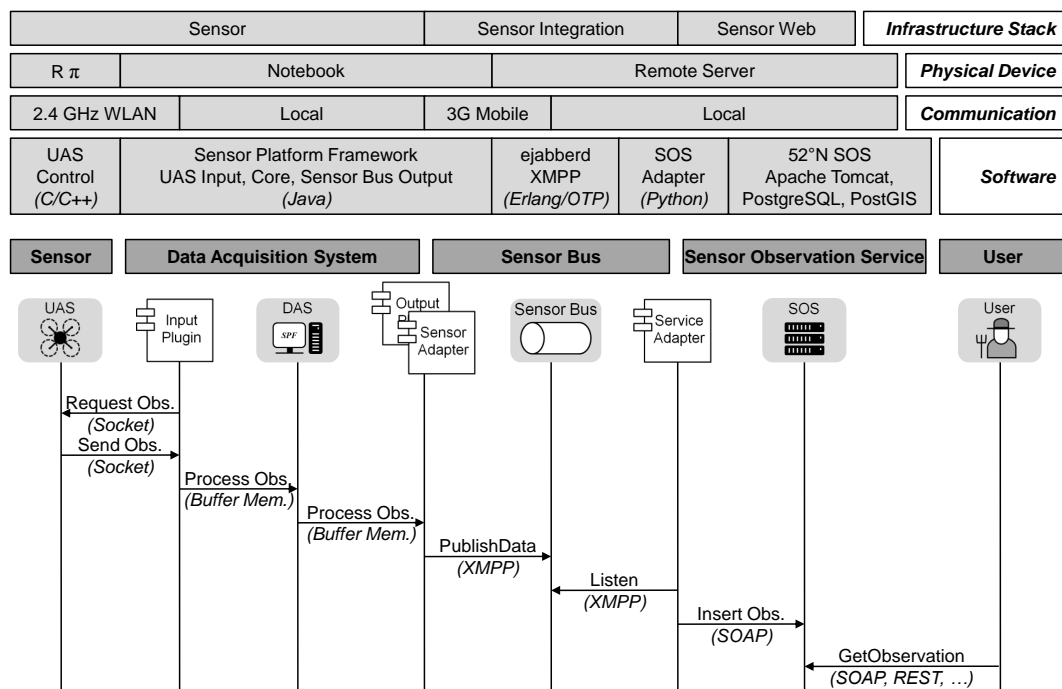 Sensor
Sensor Integration
Sensor Web
Infrastructure Stack
R π
Notebook
Remote Server
Physical Device
2.4 GHz WLAN
Local
3G Mobile
Local
Communication
UAS
Control
(C/C++)
Sensor Platform Framework
UAS Input, Core, Sensor Bus Output
(Java)
ejabberd
XMPP
(Erlang/OTP)
SOS
Adapter
(Python)
52°N SOS
Apache Tomcat,
PostgreSQL, PostGIS
Software
Sensor
Data Acquisition System
Sensor Bus
Sensor Observation Service
User
UAS
Input
Plugin
DAS
SPF
Output
Sensor
Adapter
Sensor Bus
Service
Adapter
SOS
User
Request Obs.
(Socket)
Send Obs.
(Socket)
Process Obs.
(Buffer Mem.)
Process Obs.
(Buffer Mem.)
PublishData
(XMPP)
Listen
(XMPP)
Insert Obs.
(SOAP)
GetObservation
(SOAP, REST, …)